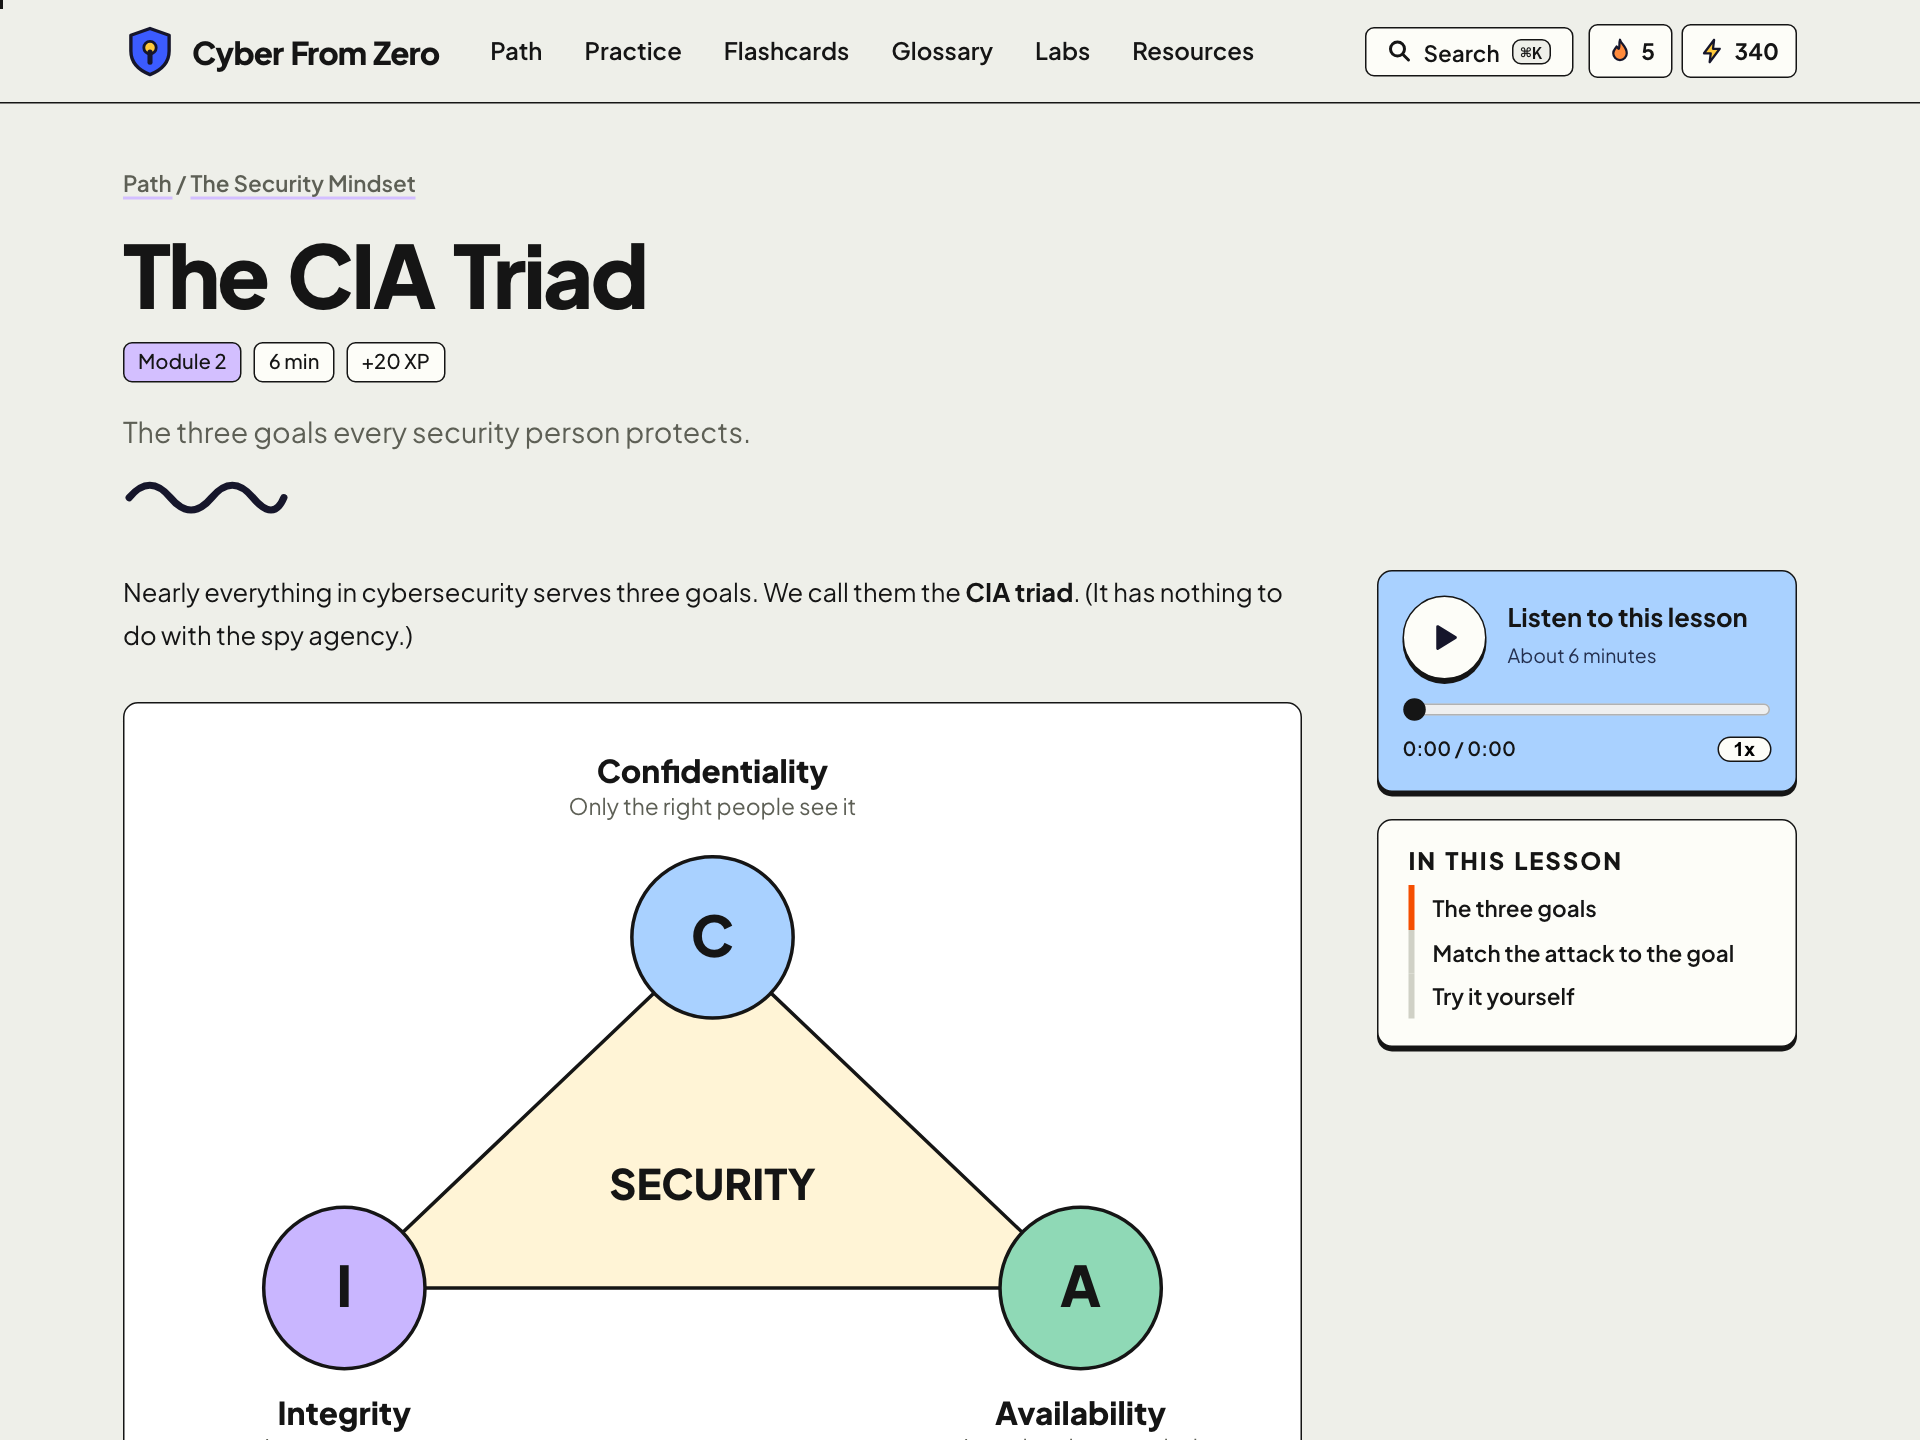 Cyber From Zero
Path
Practice
Flashcards
Glossary
Labs
Resources
Search ⌘K
5
340
Path / The Security Mindset
The CIA Triad
Module 2
6 min
+20 XP
The three goals every security person protects.
Nearly everything in cybersecurity serves three goals. We call them the CIA triad. (It has nothing to
do with the spy agency.)
Confidentiality
Only the right people see it
C
SECURITY
I
A
Integrity
Availability
Listen to this lesson
About 6 minutes
0:00 / 0:00
1x
IN THIS LESSON
The three goals
Match the attack to the goal
Try it yourself